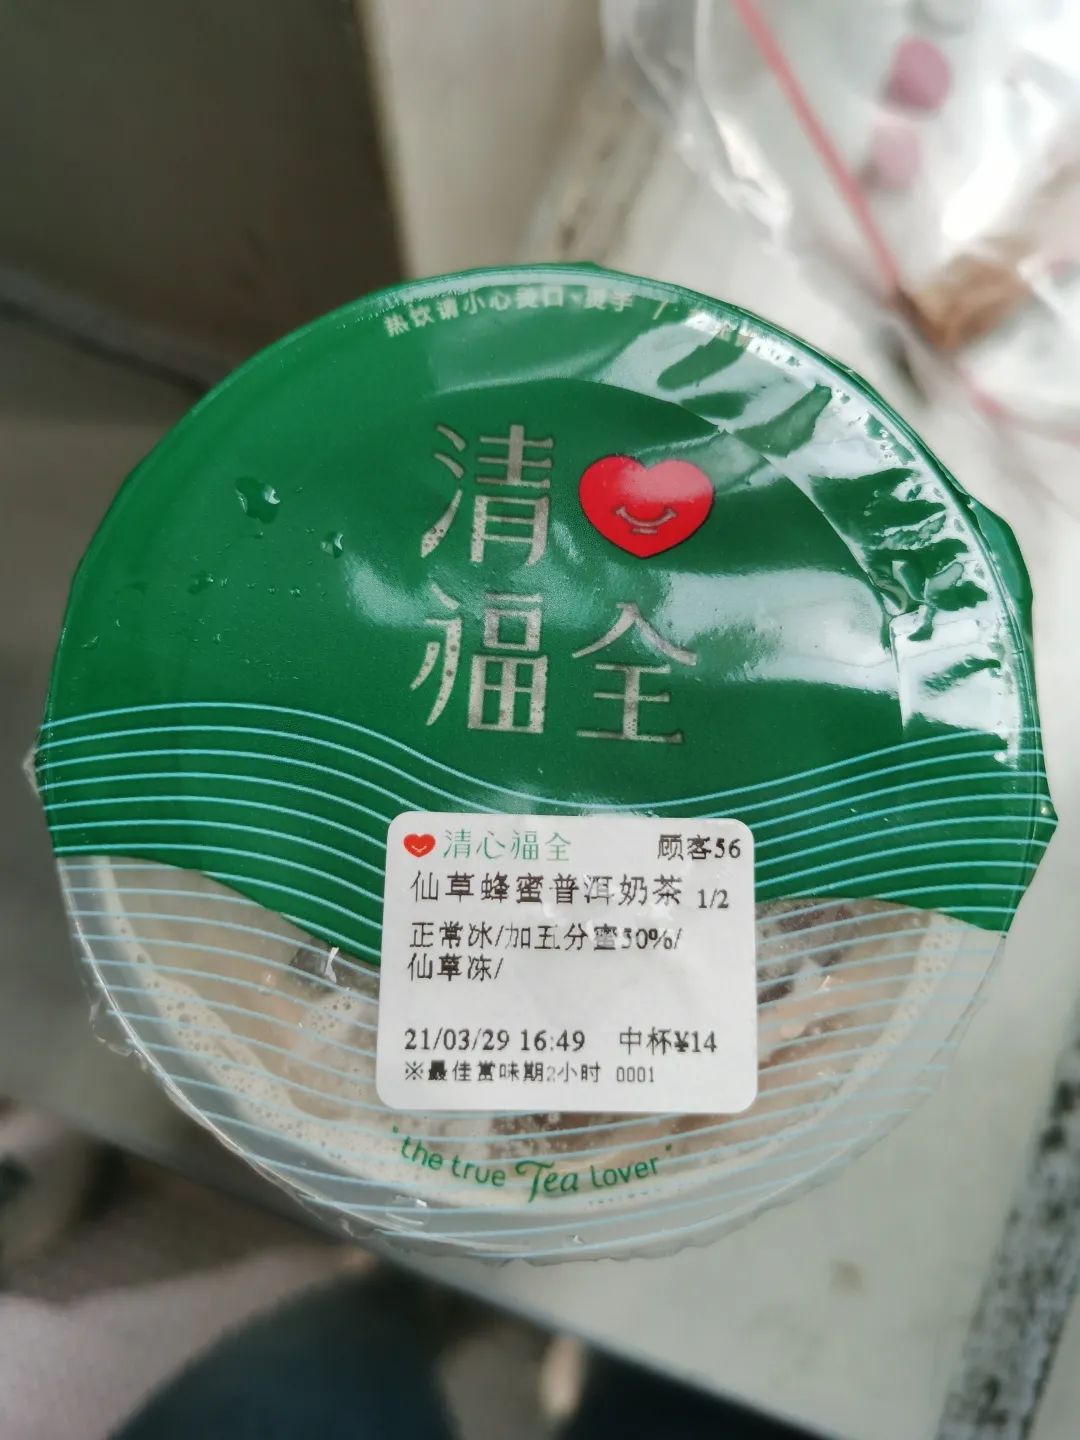 热饮请小心烫口、烫手 /
清
福全
清心福全 顾客56
仙草蜂蜜普洱奶茶 1/2
正常冰/加五分蜜50%/
仙草冻/
21/03/29 16:49 中杯¥14
※最佳赏味期2小时 0001
"the true Tea Lover"